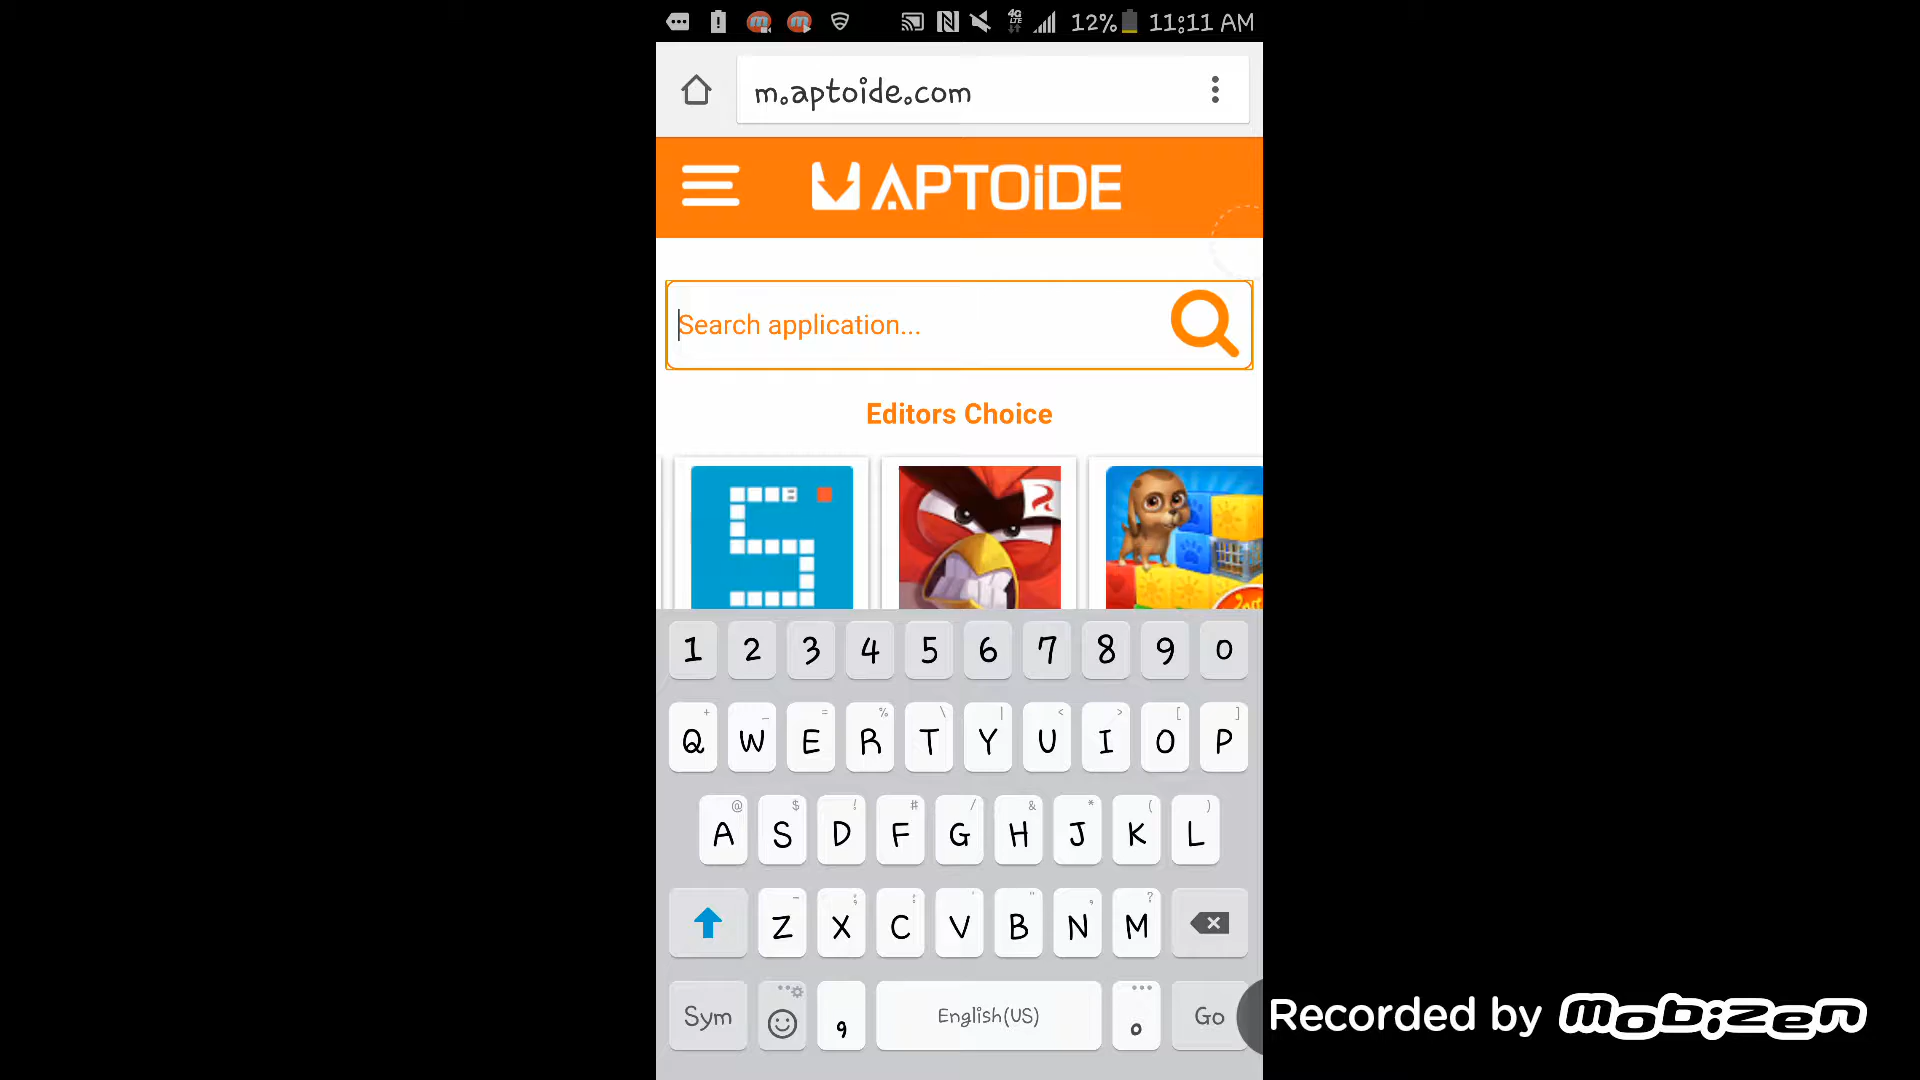 12% 11:11 AM
m.aptoide.com
APTOiDE
Search application...
Editors Choice
1 2 3 4 5 6 7 8 9 0
+ _ = % \ | < > [ ]
Q W E R T Y U I O P
@ $ ! # / & * ( )
A S D F G H J K L
- ; : ' " , ?
Z X C V B N M
Sym , English(US) . Go
Recorded by mobizen